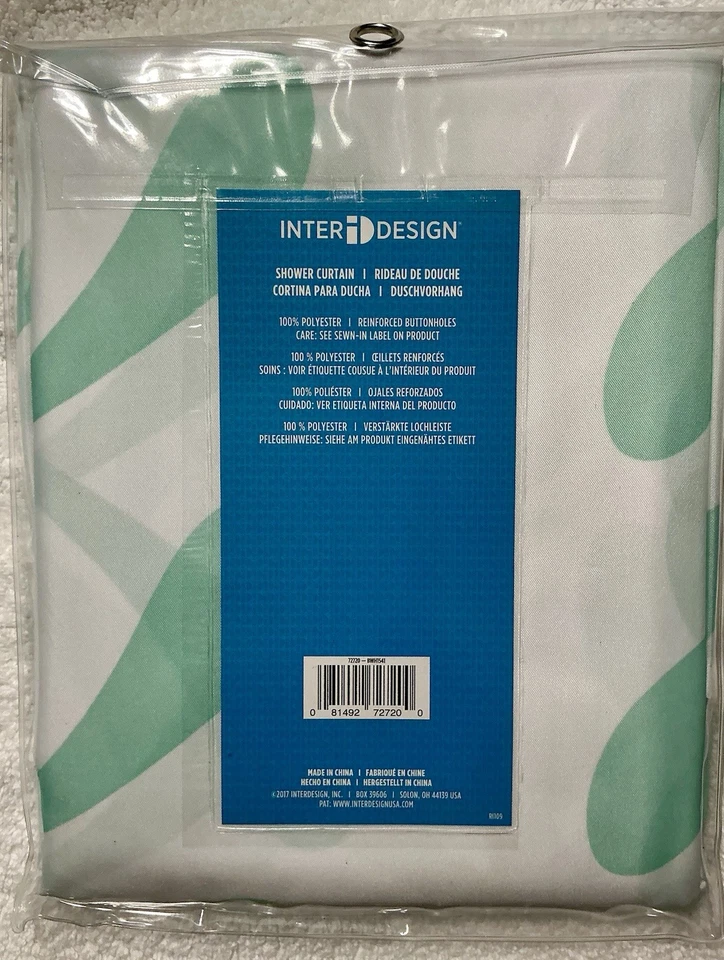 INTER iD DESIGN®
SHOWER CURTAIN | RIDEAU DE DOUCHE
CORTINA PARA DUCHA | DUSCHVORHANG
100% POLYESTER | REINFORCED BUTTONHOLES
CARE: SEE SEWN-IN LABEL ON PRODUCT
100 % POLYESTER | ŒILLETS RENFORCÉS
SOINS : VOIR ÉTIQUETTE COUSUE À L'INTÉRIEUR DU PRODUIT
100% POLIÉSTER | OJALES REFORZADOS
CUIDADO: VER ETIQUETA INTERNA DEL PRODUCTO
100 % POLYESTER | VERSTÄRKTE LOCHLEISTE
PFLEGEHINWEISE: SIEHE AM PRODUKT EINGENÄHTES ETIKETT
0 81492 72720 0
MADE IN CHINA | FABRIQUÉ EN CHINE
HECHO EN CHINA | HERGESTELLT IN CHINA
©2017 INTERDESIGN, INC. | BOX 39606 | SOLON, OH 44139 USA
PAT: WWW.INTERDESIGNUSA.COM